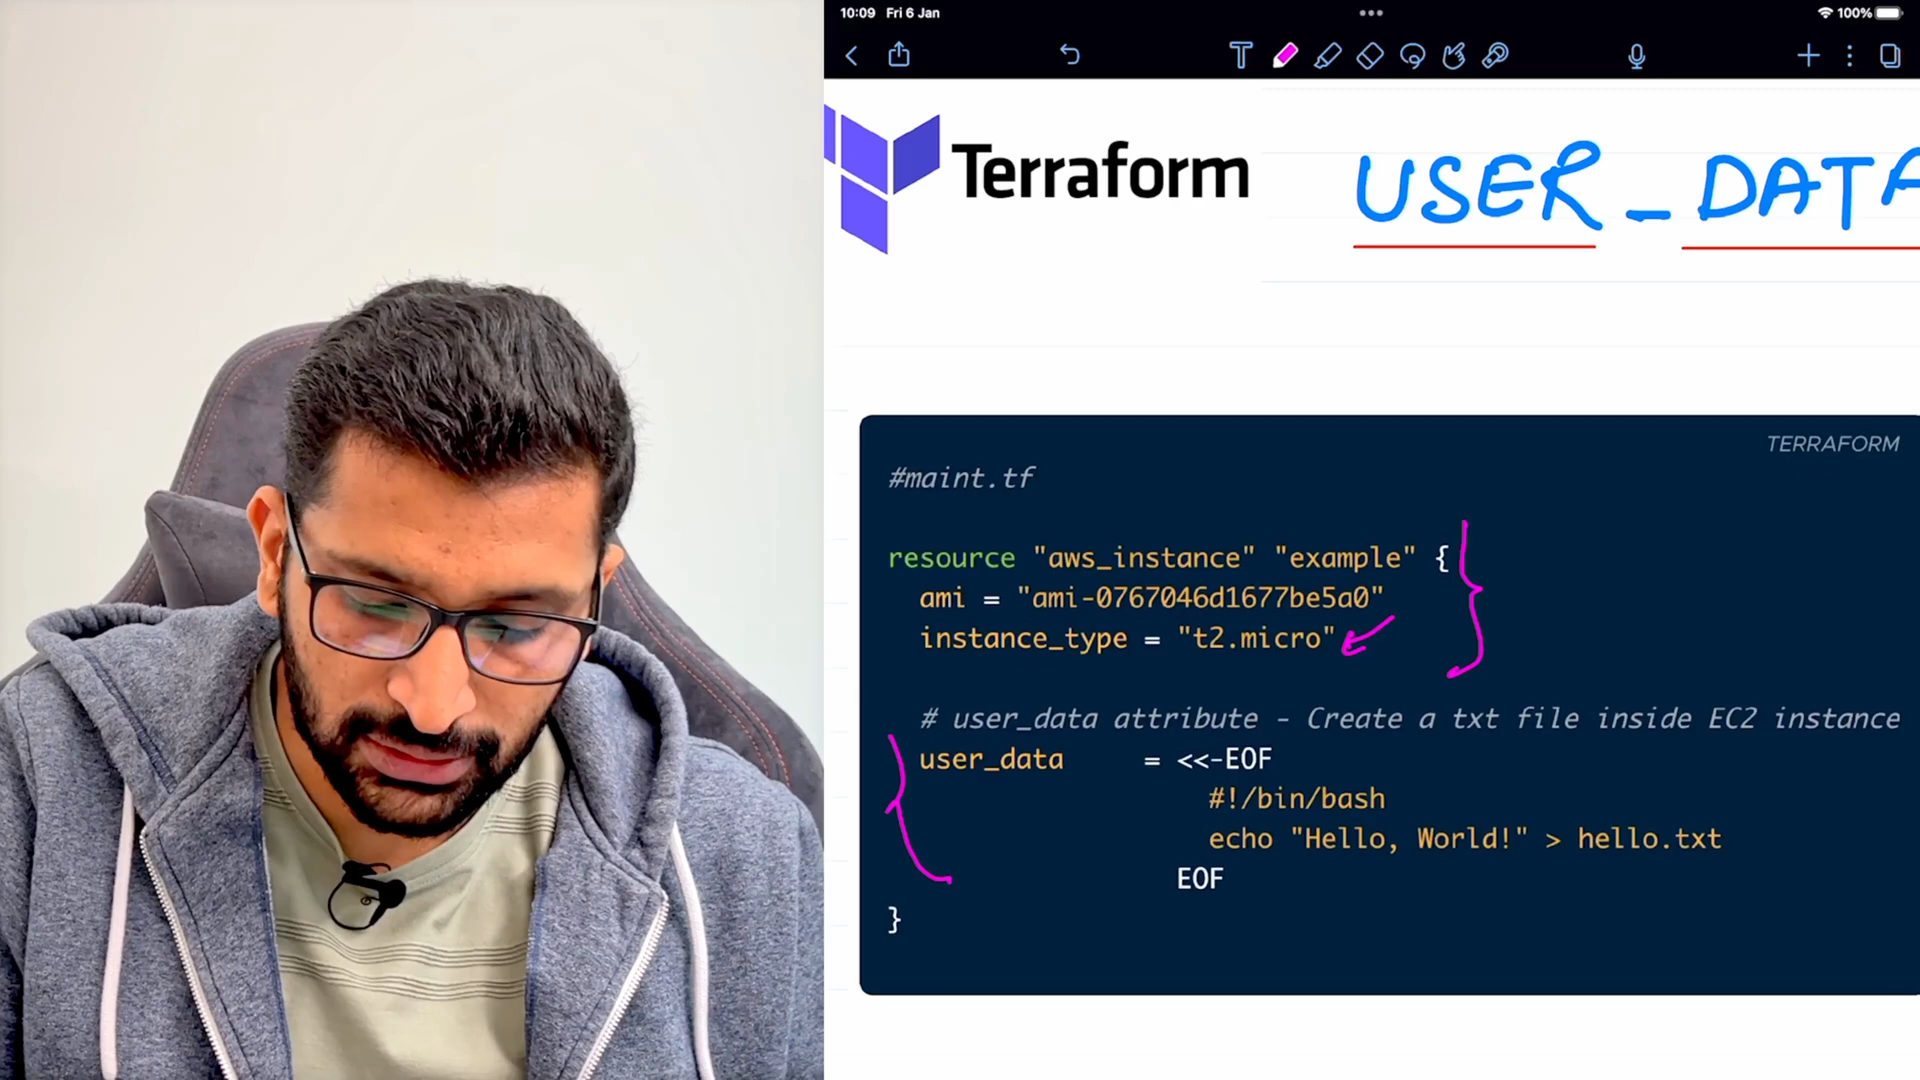 10:09 Fri 6 Jan
100%
Terraform
USER_DATA
TERRAFORM
#maint.tf
resource "aws_instance" "example" {
ami = "ami-0767046d1677be5a0"
instance_type = "t2.micro"
# user_data attribute - Create a txt file inside EC2 instance
user_data = <<-EOF
#!/bin/bash
echo "Hello, World!" > hello.txt
EOF
}